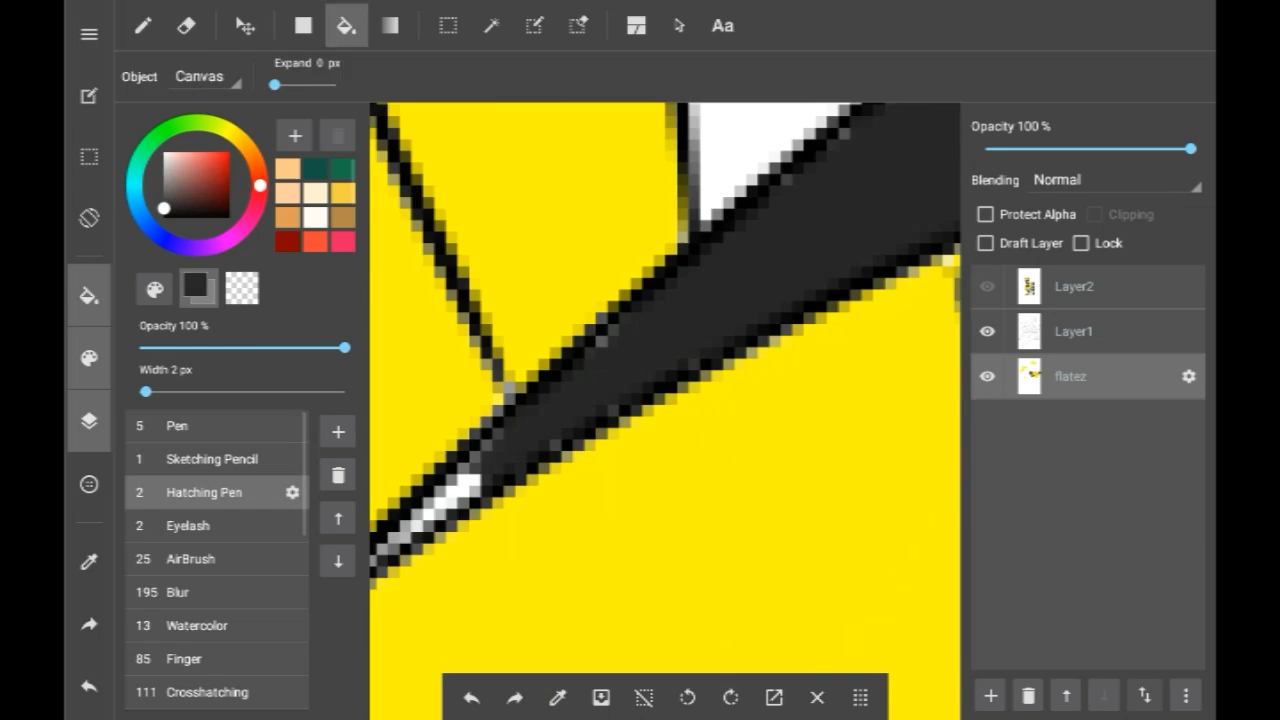 Aa
Object Canvas Expand 0 px
Opacity 100 %
Width 2 px
5 Pen
1 Sketching Pencil
2 Hatching Pen
2 Eyelash
25 AirBrush
195 Blur
13 Watercolor
85 Finger
111 Crosshatching
Opacity 100 %
Blending Normal
Protect Alpha Clipping
Draft Layer Lock
Layer2
Layer1
flatez